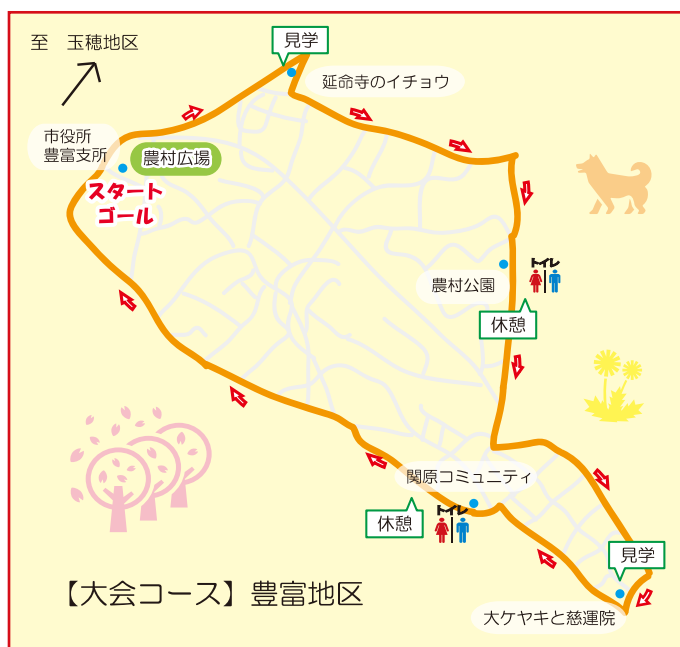 至 玉穂地区
見学
延命寺のイチョウ
市役所
豊富支所
農村広場
スタート
ゴール
トイレ
農村公園
休憩
関原コミュニティ
トイレ
休憩
見学
大ケヤキと慈運院
【大会コース】豊富地区